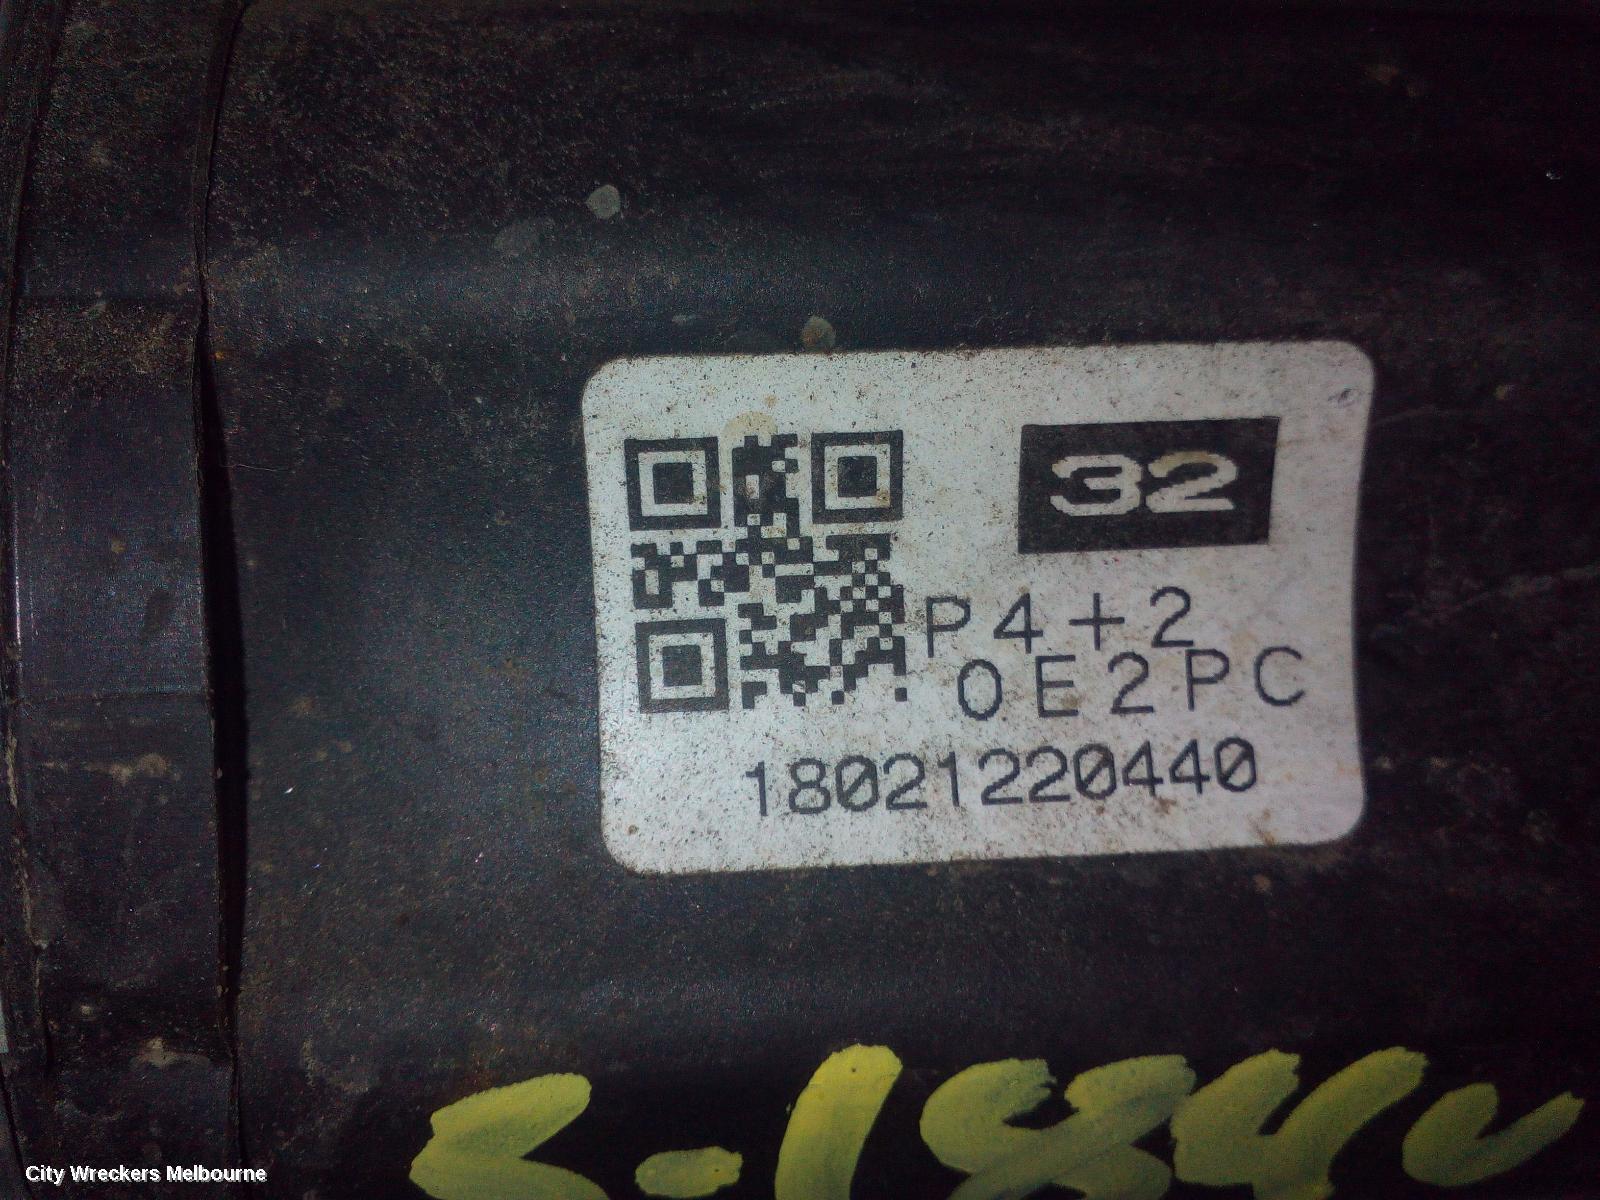 32
P4+2
0E2PC
18021220440
City Wreckers Melbourne